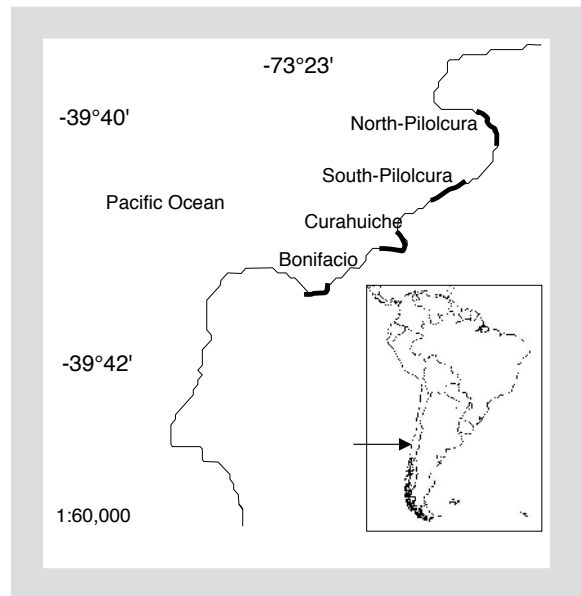 -73°23'
-39°40'
North-Pilolcura
South-Pilolcura
Pacific Ocean
Curahuiche
Bonifacio
-39°42'
1:60,000